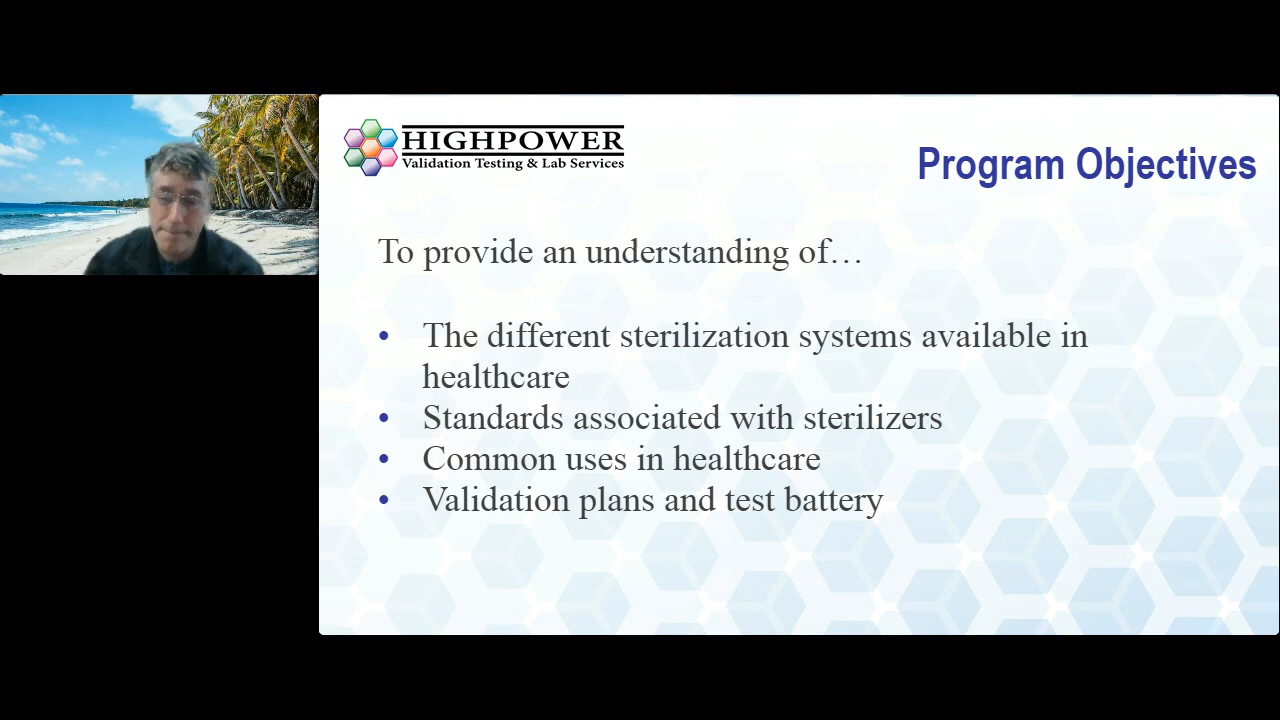 HIGHPOWER
Validation Testing & Lab Services
Program Objectives
To provide an understanding of…
• The different sterilization systems available in
healthcare
• Standards associated with sterilizers
• Common uses in healthcare
• Validation plans and test battery